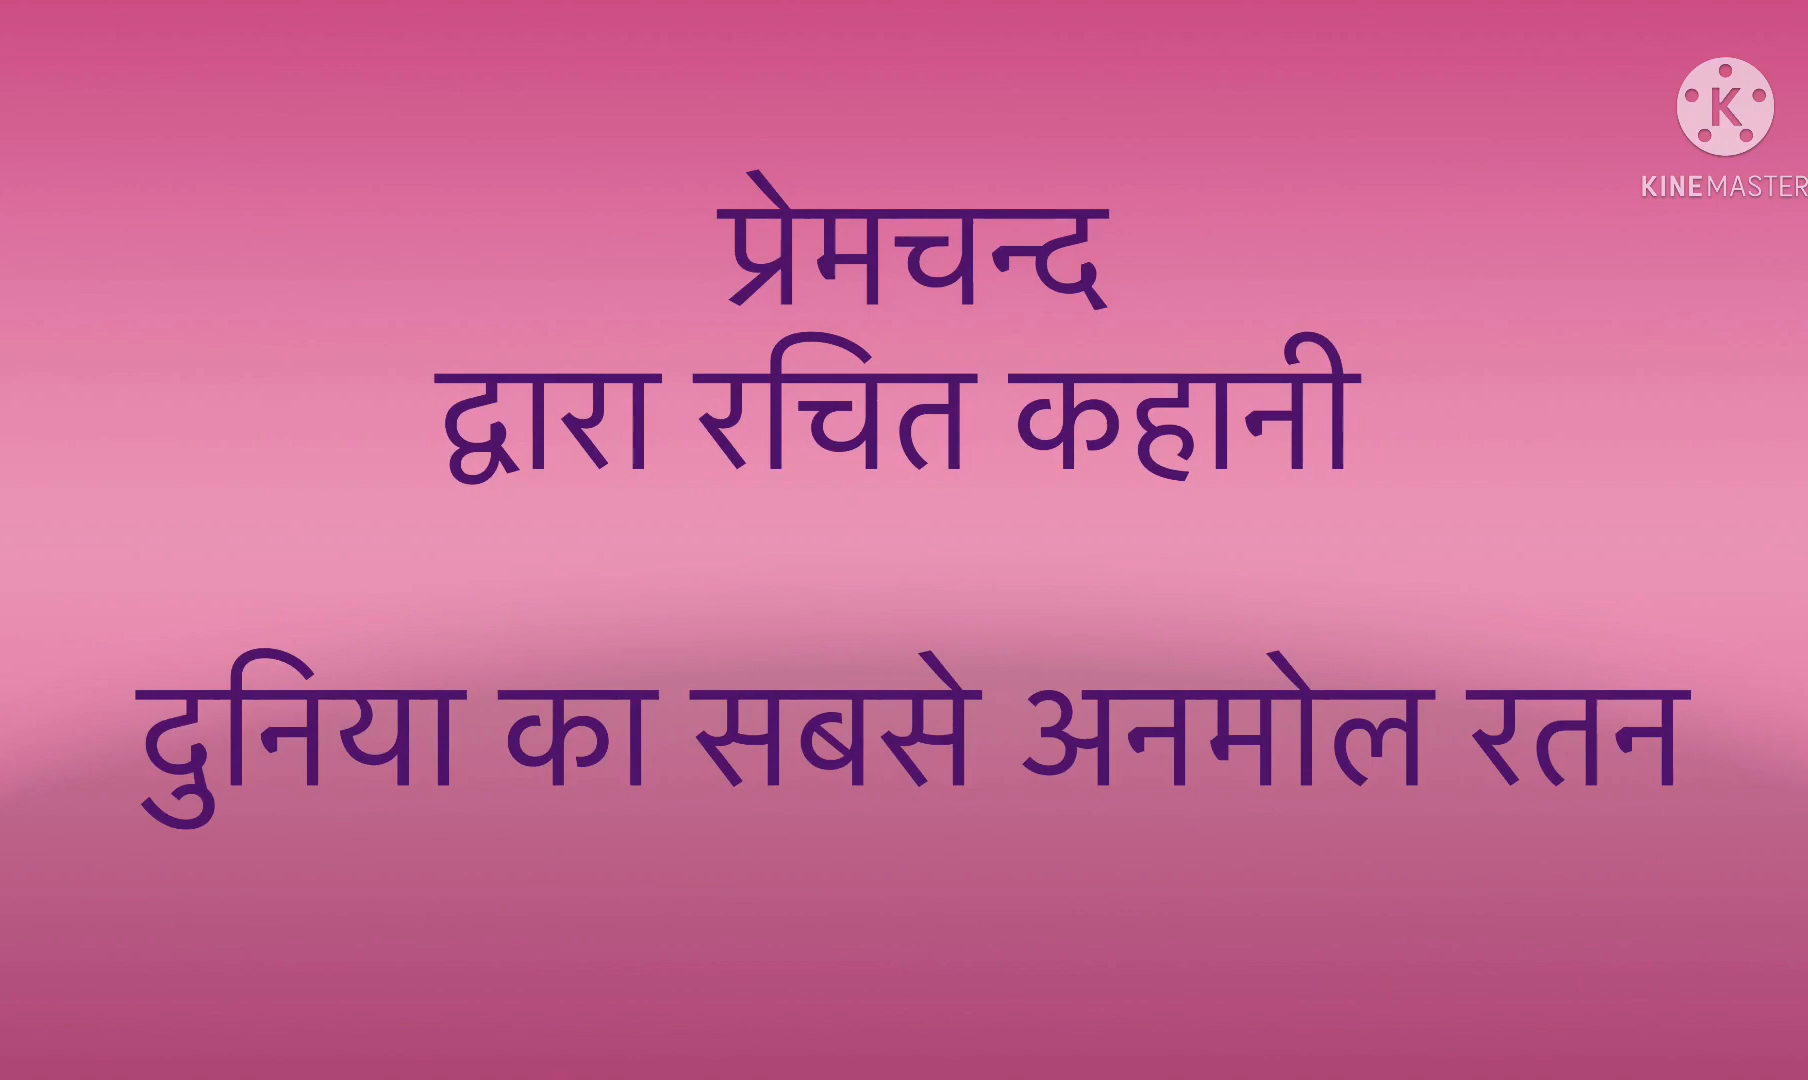 KINEMASTER
प्रेमचन्द
द्वारा रचित कहानी
दुनिया का सबसे अनमोल रतन